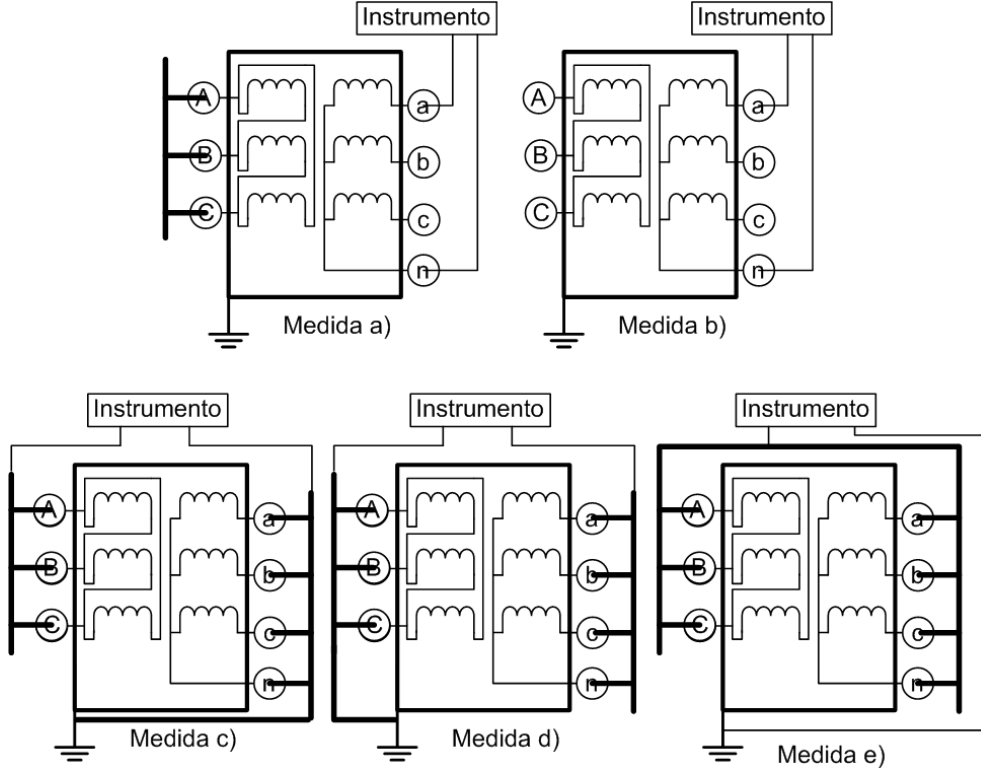 Instrumento
Instrumento
A
B
C
a
b
c
n
Medida a)
A
B
C
a
b
c
n
Medida b)
Instrumento
Instrumento
Instrumento
A
B
C
a
b
c
n
Medida c)
A
B
C
a
b
c
n
Medida d)
A
B
C
a
b
c
n
Medida e)